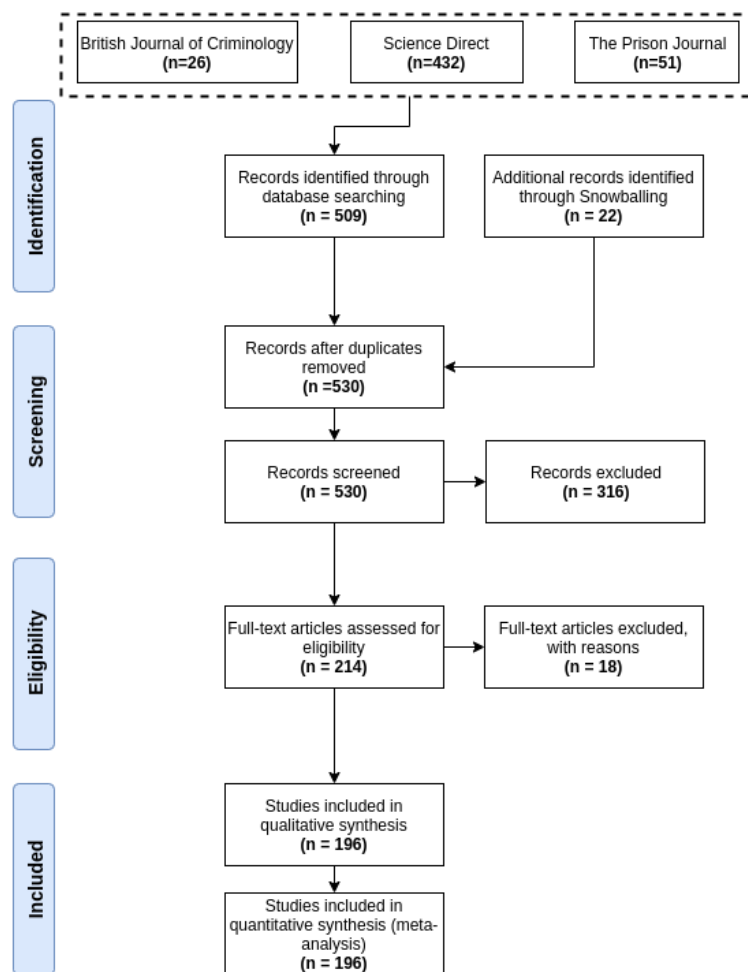 British Journal of Criminology
(n=26)
Science Direct
(n=432)
The Prison Journal
(n=51)
Identification
Records identified through
database searching
(n = 509)
Additional records identified
through Snowballing
(n = 22)
Screening
Records after duplicates
removed
(n =530)
Records screened
(n = 530)
Records excluded
(n = 316)
Eligibility
Full-text articles assessed for
eligibility
(n = 214)
Full-text articles excluded,
with reasons
(n = 18)
Included
Studies included in
qualitative synthesis
(n = 196)
Studies included in
quantitative synthesis (meta-
analysis)
(n = 196)